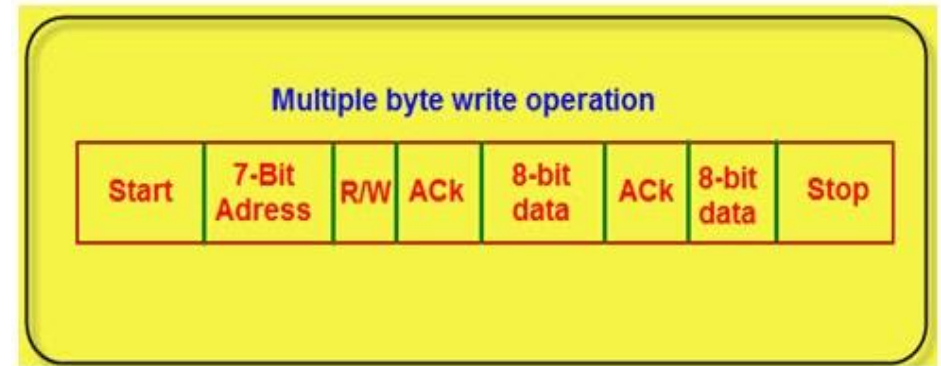 Multiple byte write operation
Start
7-Bit
Adress
R/W
ACk
8-bit
data
ACk
8-bit
data
Stop